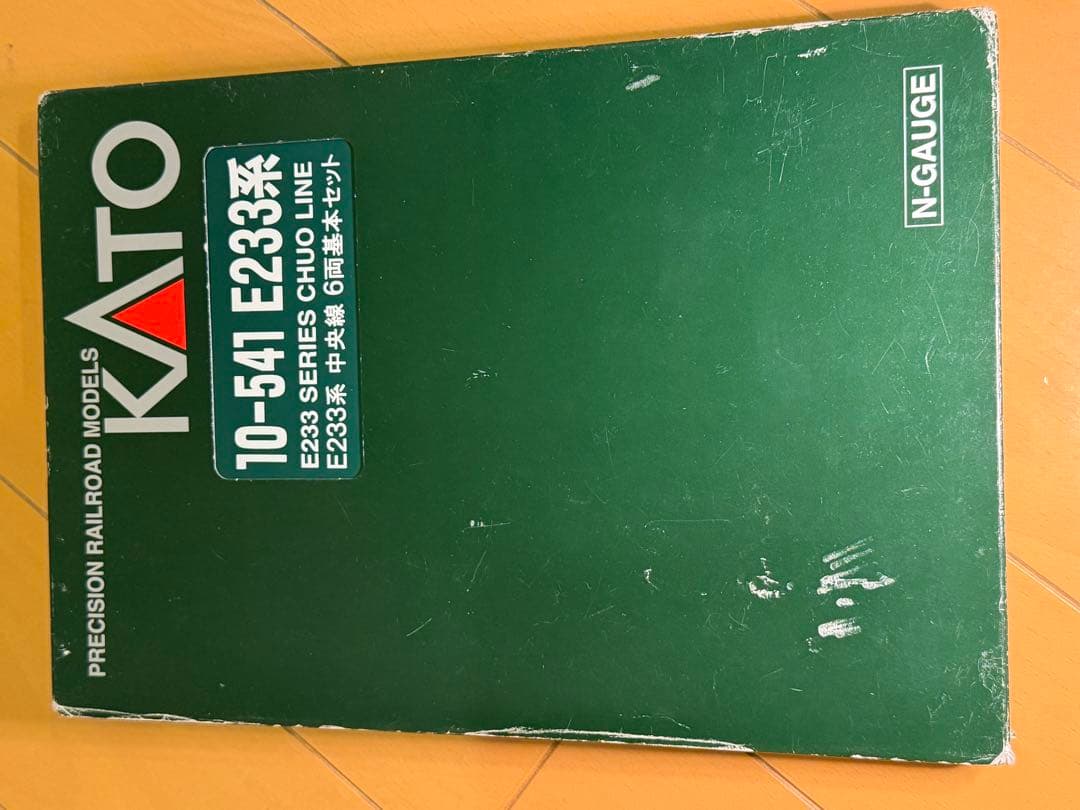 PRECISION RAILROAD MODELS
KATO
10-541 E233系
E233 SERIES CHUO LINE
E233系 中央線 6両基本セット
N-GAUGE